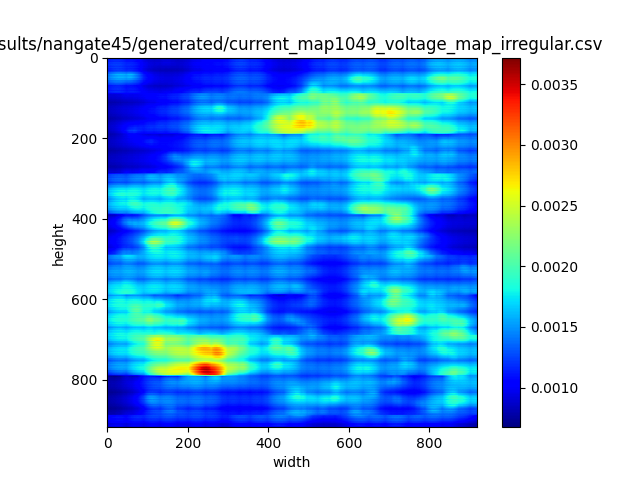 sults/nangate45/generated/current_map1049_voltage_map_irregular.csv
0
200
400
600
800
height
0 200 400 600 800
width
0.0035
0.0030
0.0025
0.0020
0.0015
0.0010